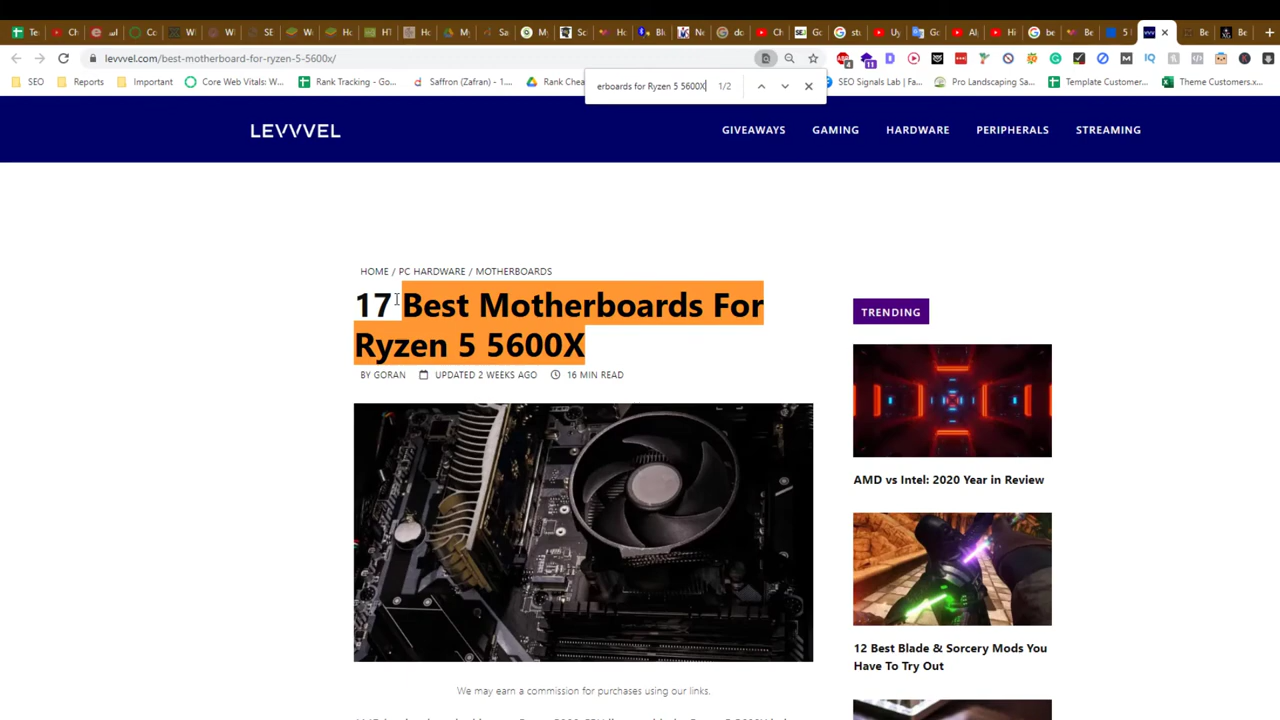 levvvel.com/best-motherboard-for-ryzen-5-5600x/
SEO Reports Important Core Web Vitals: W Rank Tracking - Goo Saffron (Zafran) - 1... Rank Chea SEO Signals Lab | Fa... Pro Landscaping Sa... Template Customer... Theme Customers.x...
erboards for Ryzen 5 5600X 1/2
LEVVVEL
GIVEAWAYS GAMING HARDWARE PERIPHERALS STREAMING
HOME / PC HARDWARE / MOTHERBOARDS
17 Best Motherboards For
Ryzen 5 5600X
BY GORAN UPDATED 2 WEEKS AGO 16 MIN READ
We may earn a commission for purchases using our links.
TRENDING
AMD vs Intel: 2020 Year in Review
12 Best Blade & Sorcery Mods You
Have To Try Out